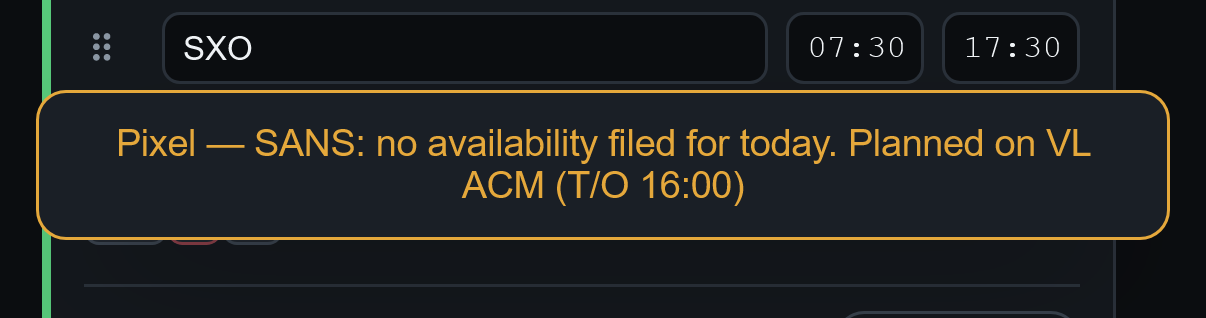 SXO 07:30 17:30
Pixel — SANS: no availability filed for today. Planned on VL
ACM (T/O 16:00)